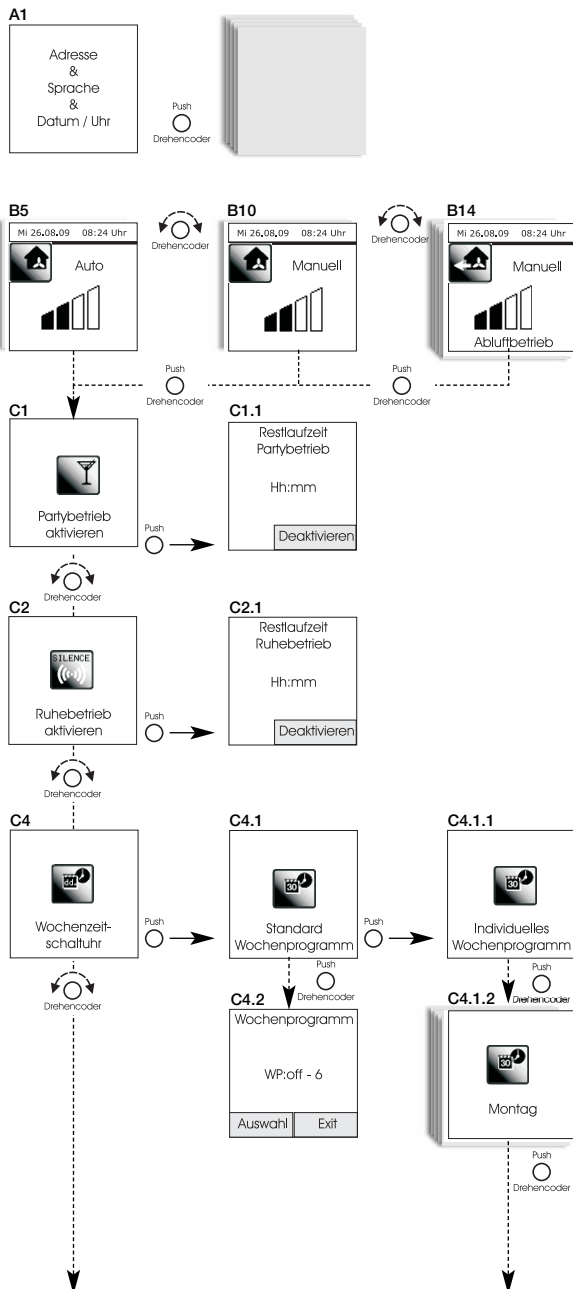 A1
Adresse
&
Sprache
&
Datum / Uhr
Push
Drehencoder
B5
Mi 26.08.09 08:24 Uhr
Auto
Drehencoder
B10
Mi 26.08.09 08:24 Uhr
Manuell
Drehencoder
B14
Mi 26.08.09 08:24 Uhr
Manuell
Abluftbetrieb
Push
Drehencoder
Push
Drehencoder
C1
Partybetrieb
aktivieren
Push
C1.1
Restlaufzeit
Partybetrieb
Hh:mm
Deaktivieren
Drehencoder
C2
SILENCE
Ruhebetrieb
aktivieren
Push
C2.1
Restlaufzeit
Ruhebetrieb
Hh:mm
Deaktivieren
Drehencoder
C4
dd.
Wochenzeit-
schaltuhr
Push
C4.1
30
Standard
Wochenprogramm
Push
C4.1.1
30
Individuelles
Wochenprogramm
Drehencoder
Push
Drehencoder
Push
Drehencoder
C4.2
Wochenprogramm
WP:off - 6
Auswahl Exit
C4.1.2
30
Montag
Push
Drehencoder